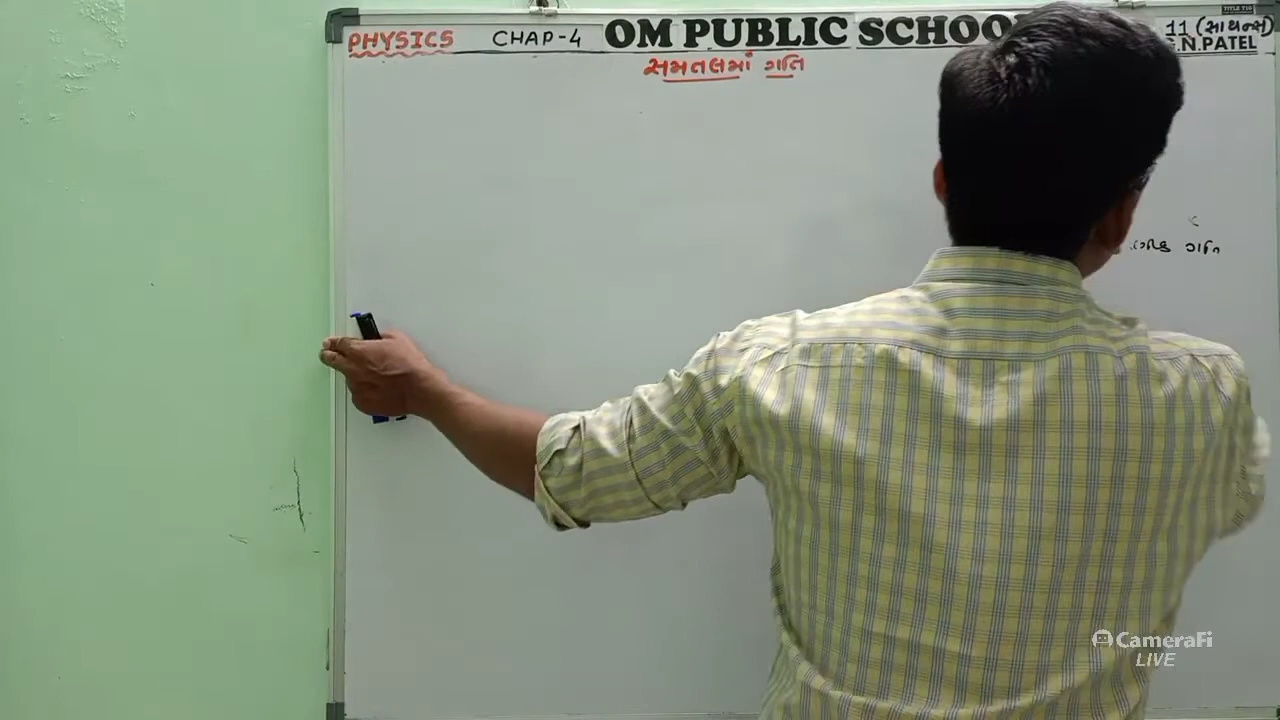 PHYSICS CHAP-4 OM PUBLIC SCHOO 11 (સાયન્સ)
.N.PATEL
સમતલમાં ગતિ
ગતિ
CameraFi
LIVE